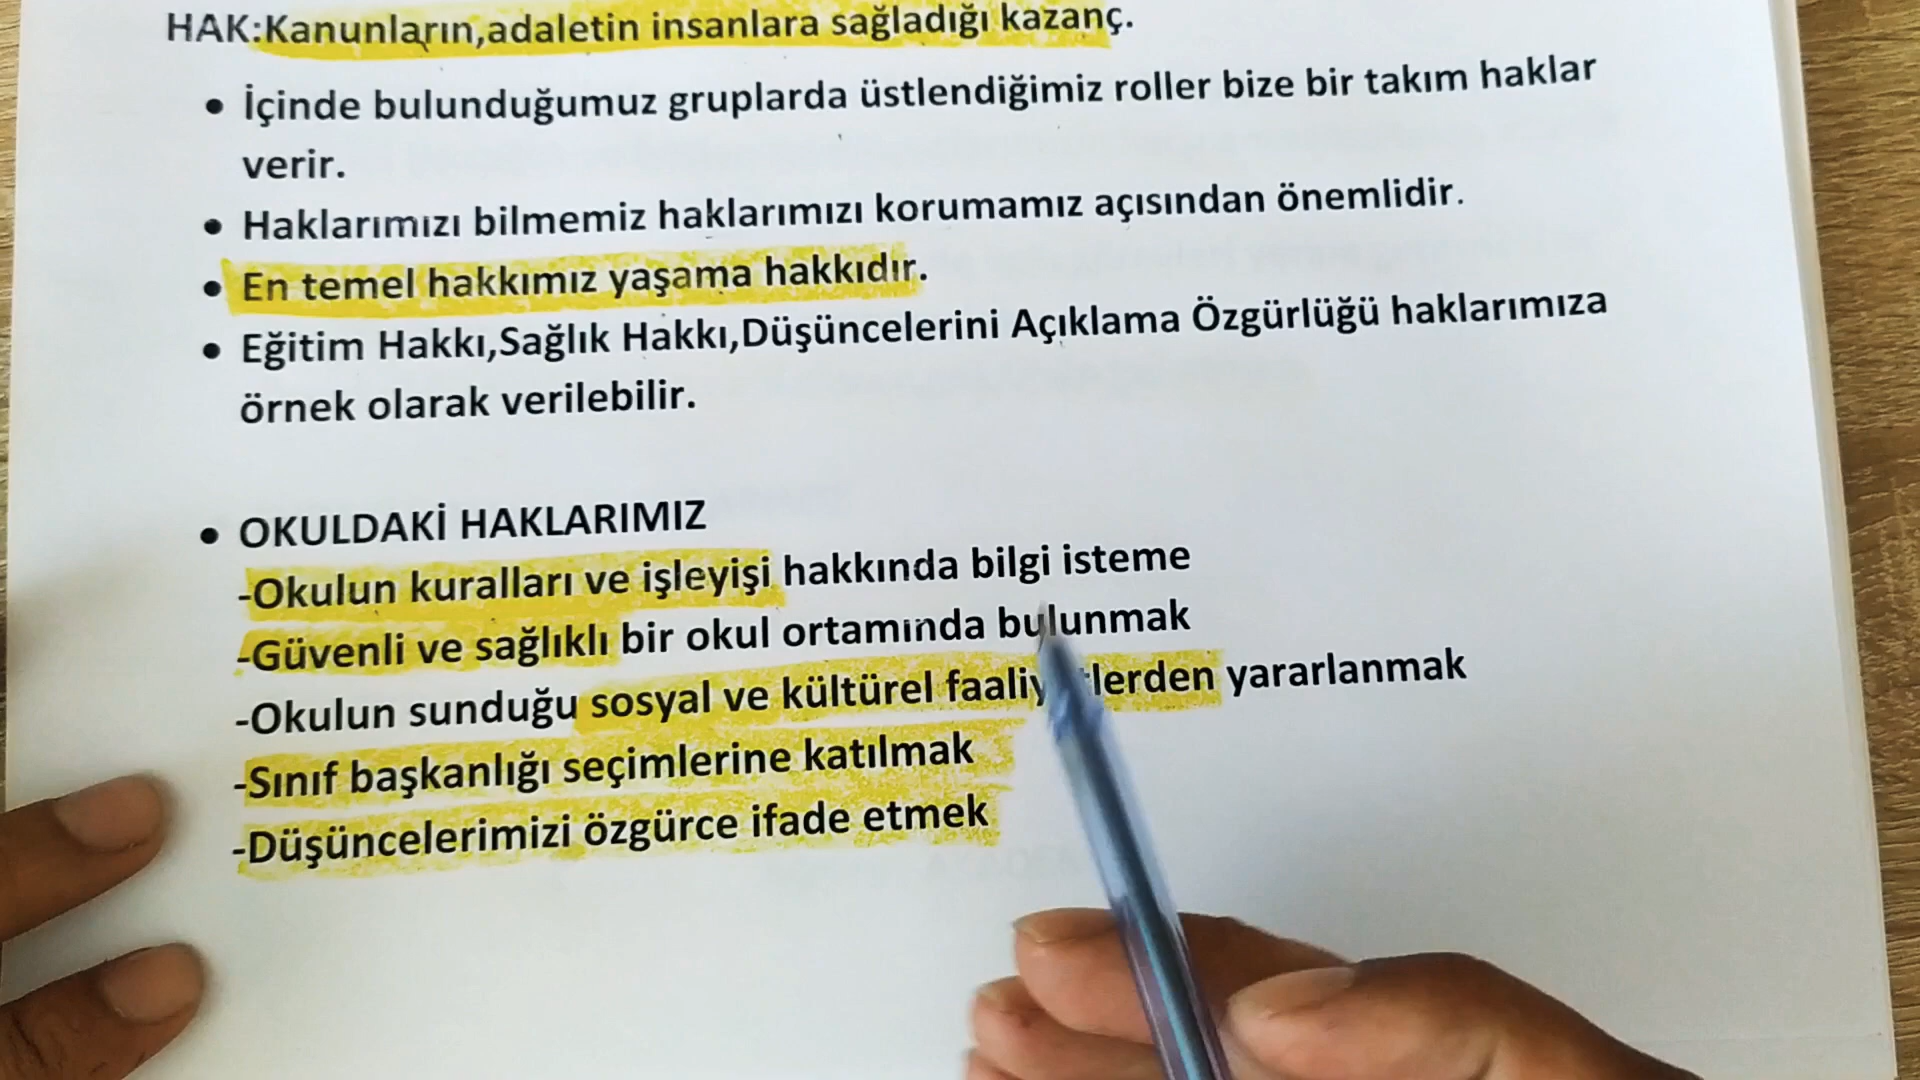 HAK:Kanunların,adaletin insanlara sağladığı kazanç.
• İçinde bulunduğumuz gruplarda üstlendiğimiz roller bize bir takım haklar
verir.
• Haklarımızı bilmemiz haklarımızı korumamız açısından önemlidir.
• En temel hakkımız yaşama hakkıdır.
• Eğitim Hakkı,Sağlık Hakkı,Düşüncelerini Açıklama Özgürlüğü haklarımıza
örnek olarak verilebilir.
• OKULDAKİ HAKLARIMIZ
-Okulun kuralları ve işleyişi hakkında bilgi isteme
-Güvenli ve sağlıklı bir okul ortamında bulunmak
-Okulun sunduğu sosyal ve kültürel faaliyetlerden yararlanmak
-Sınıf başkanlığı seçimlerine katılmak
-Düşüncelerimizi özgürce ifade etmek